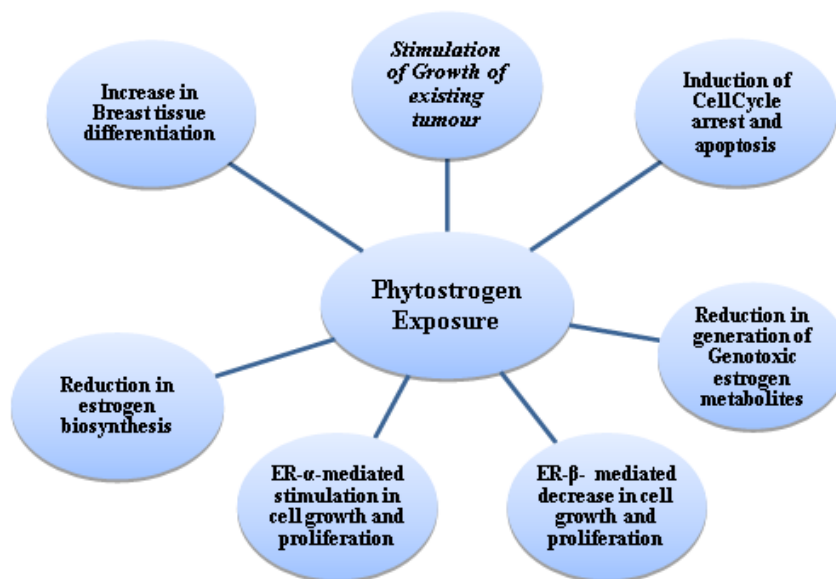 Stimulation
of Growth of
existing
tumour
Increase in
Breast tissue
differentiation
Induction of
Cell Cycle
arrest and
apoptosis
Phytostrogen
Exposure
Reduction in
generation of
Genotoxic
estrogen
metabolites
Reduction in
estrogen
biosynthesis
ER-α-mediated
stimulation in
cell growth and
proliferation
ER-β- mediated
decrease in cell
growth and
proliferation